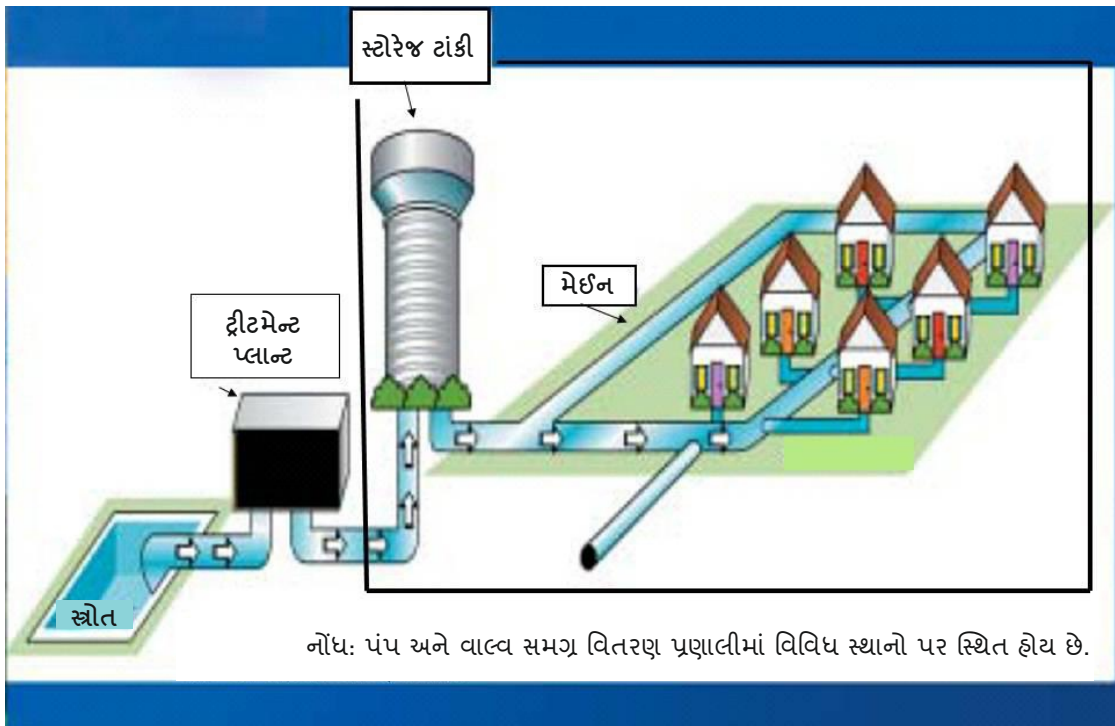 સ્ટોરેજ ટાંકી
મેઈન
ટ્રીટમેન્ટ
પ્લાન્ટ
સ્ત્રોત
નોંધ: પંપ અને વાલ્વ સમગ્ર વિતરણ પ્રણાલીમાં વિવિધ સ્થાનો પર સ્થિત હોય છે.